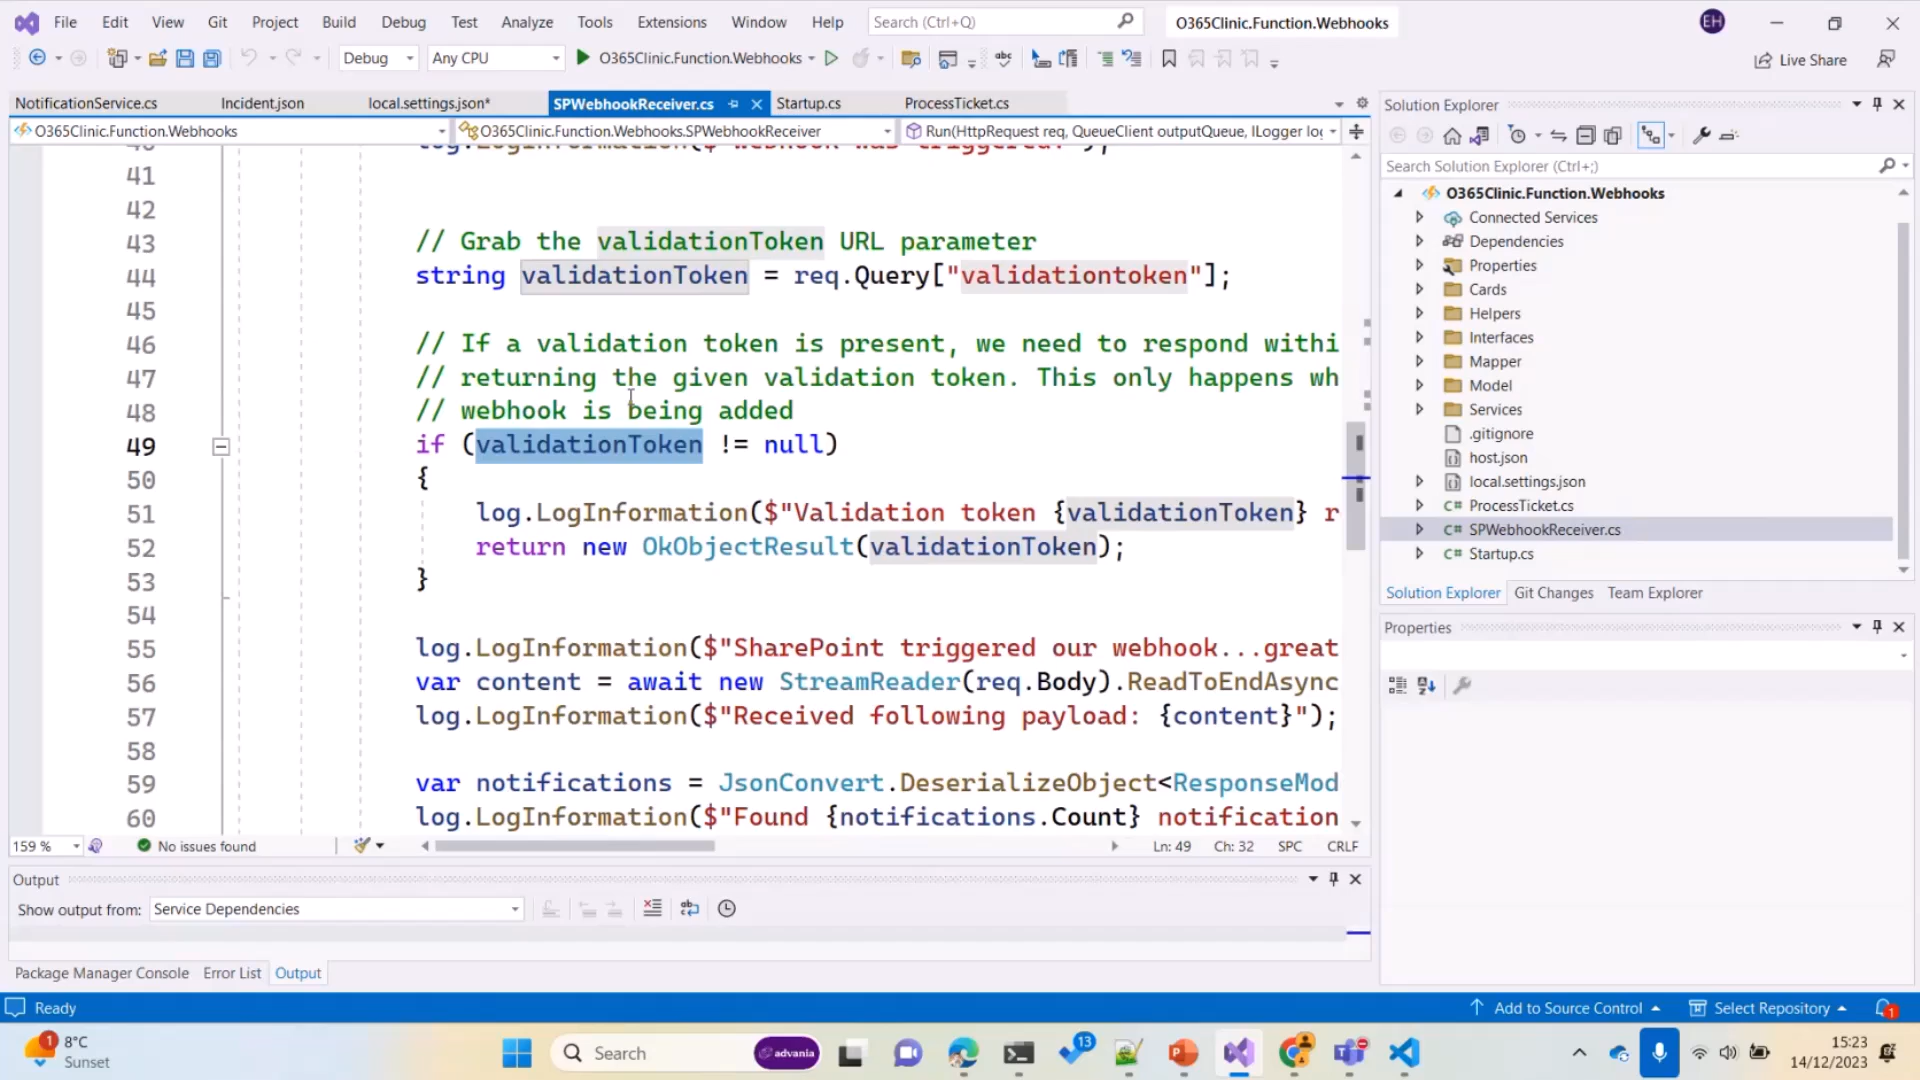 File Edit View Git Project Build Debug Test Analyze Tools Extensions Window Help Search (Ctrl+Q) O365Clinic.Function.Webhooks EH
Debug Any CPU O365Clinic.Function.Webhooks Live Share
NotificationService.cs Incident.json local.settings.json* SPWebhookReceiver.cs Startup.cs ProcessTicket.cs
O365Clinic.Function.Webhooks O365Clinic.Function.Webhooks.SPWebhookReceiver Run(HttpRequest req, QueueClient outputQueue, ILogger log
41
42
43 // Grab the validationToken URL parameter
44 string validationToken = req.Query["validationtoken"];
45
46 // If a validation token is present, we need to respond withi
47 // returning the given validation token. This only happens wh
48 // webhook is being added
49 if (validationToken != null)
50 {
51 log.LogInformation($"Validation token {validationToken} r
52 return new OkObjectResult(validationToken);
53 }
54
55 log.LogInformation($"SharePoint triggered our webhook...great
56 var content = await new StreamReader(req.Body).ReadToEndAsync
57 log.LogInformation($"Received following payload: {content}");
58
59 var notifications = JsonConvert.DeserializeObject<ResponseMod
60 log.LogInformation($"Found {notifications.Count} notification
159 % No issues found Ln: 49 Ch: 32 SPC CRLF
Output
Show output from: Service Dependencies
Package Manager Console Error List Output
Solution Explorer
Search Solution Explorer (Ctrl+;)
O365Clinic.Function.Webhooks
Connected Services
Dependencies
Properties
Cards
Helpers
Interfaces
Mapper
Model
Services
.gitignore
host.json
local.settings.json
C# ProcessTicket.cs
C# SPWebhookReceiver.cs
C# Startup.cs
Solution Explorer Git Changes Team Explorer
Properties
Ready Add to Source Control Select Repository 1
1 8°C
Sunset
Search advania 13
15:23
14/12/2023